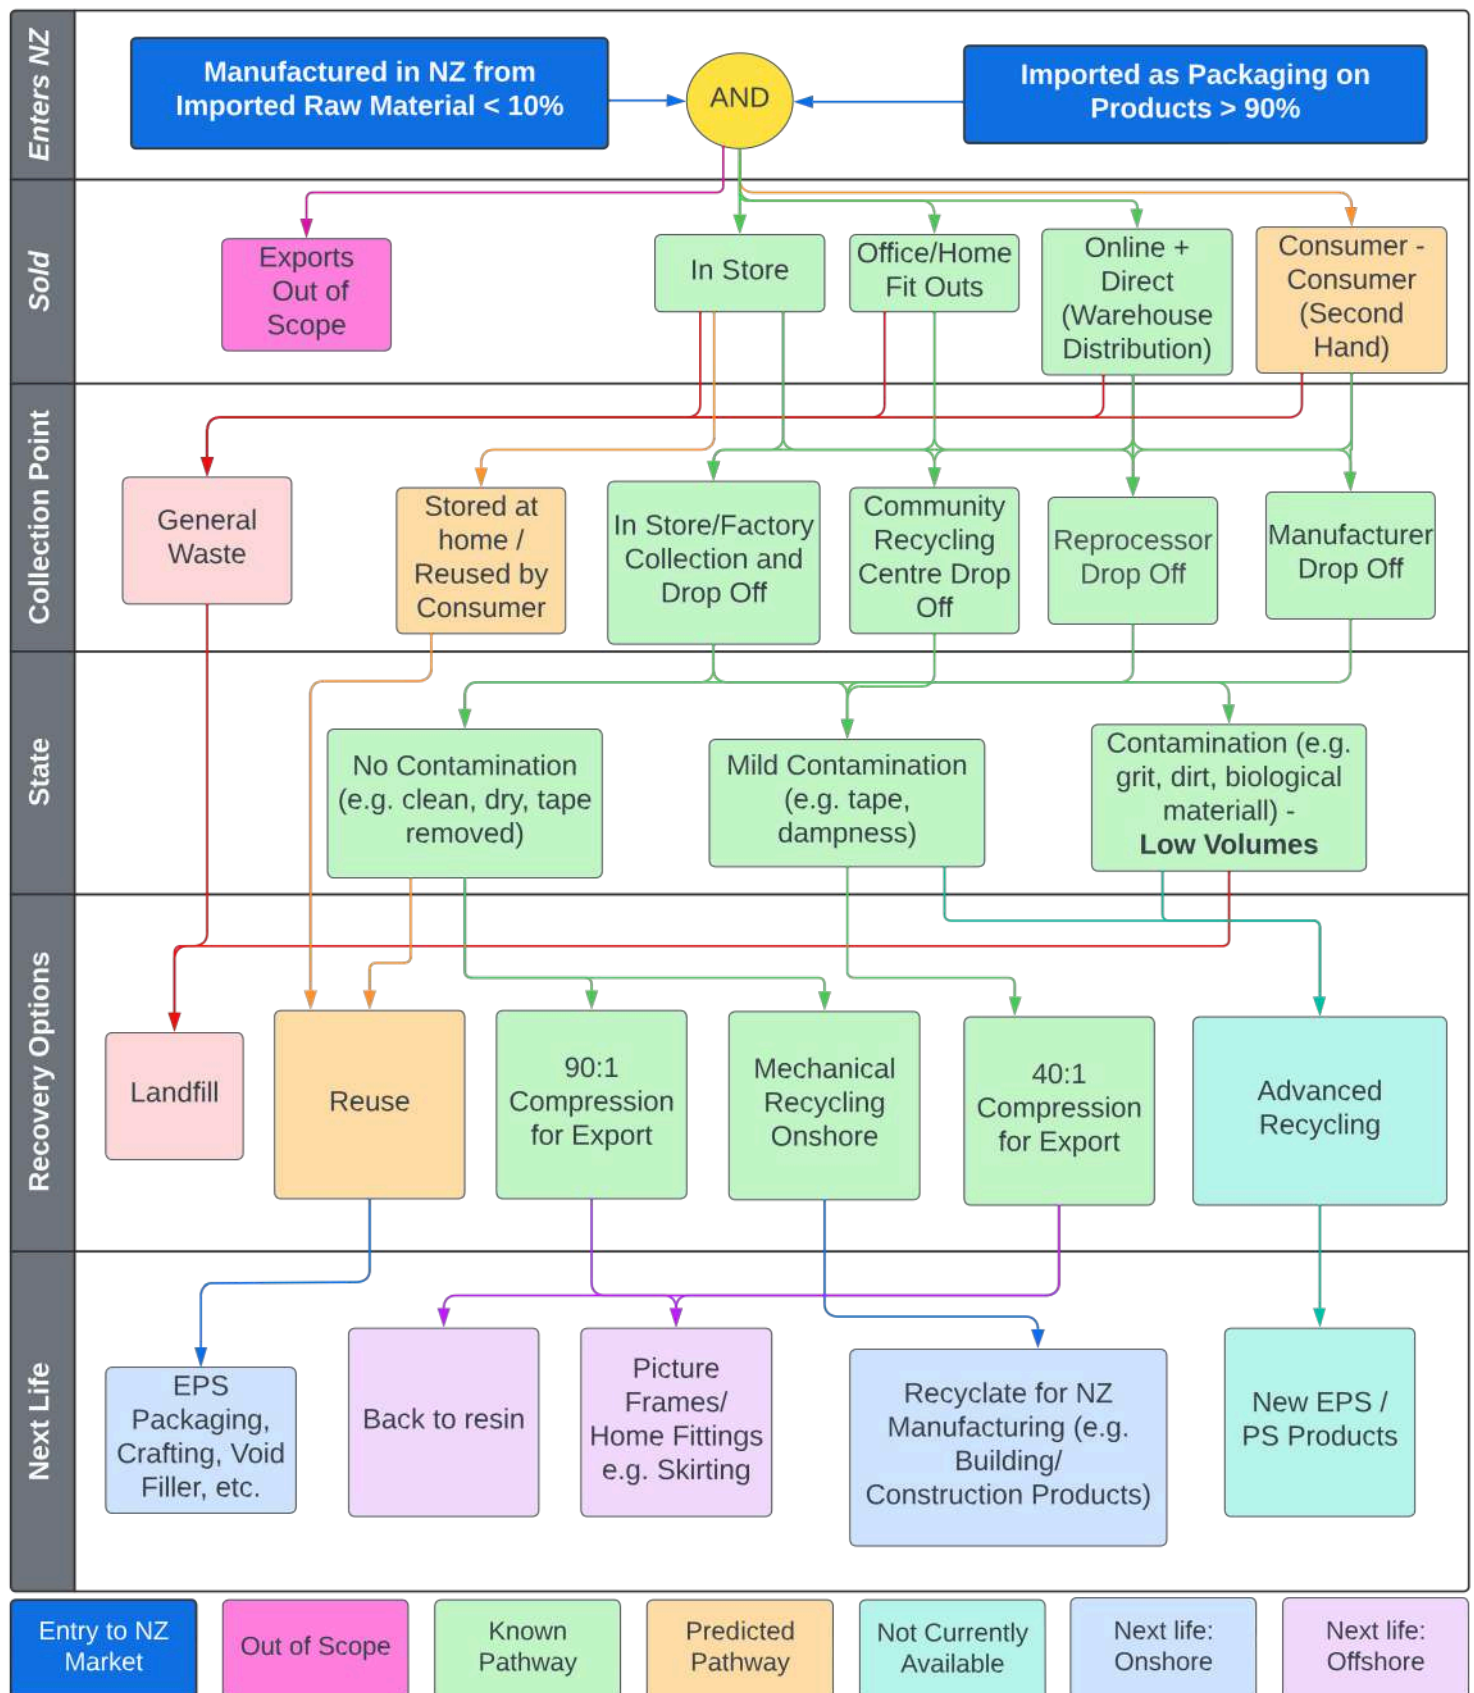 Enters NZ
Manufactured in NZ from
Imported Raw Material < 10%
AND
Imported as Packaging on
Products > 90%
Sold
Exports
Out of
Scope
In Store
Office/Home
Fit Outs
Online +
Direct
(Warehouse
Distribution)
Consumer -
Consumer
(Second
Hand)
Collection Point
General
Waste
Stored at
home /
Reused by
Consumer
In Store/Factory
Collection and
Drop Off
Community
Recycling
Centre Drop
Off
Reprocessor
Drop Off
Manufacturer
Drop Off
State
No Contamination
(e.g. clean, dry, tape
removed)
Mild Contamination
(e.g. tape,
dampness)
Contamination (e.g.
grit, dirt, biological
materiall) -
Low Volumes
Recovery Options
Landfill
Reuse
90:1
Compression
for Export
Mechanical
Recycling
Onshore
40:1
Compression
for Export
Advanced
Recycling
Next Life
EPS
Packaging,
Crafting, Void
Filler, etc.
Back to resin
Picture
Frames/
Home Fittings
e.g. Skirting
Recyclate for NZ
Manufacturing (e.g.
Building/
Construction Products)
New EPS /
PS Products
Entry to NZ
Market
Out of Scope
Known
Pathway
Predicted
Pathway
Not Currently
Available
Next life:
Onshore
Next life:
Offshore